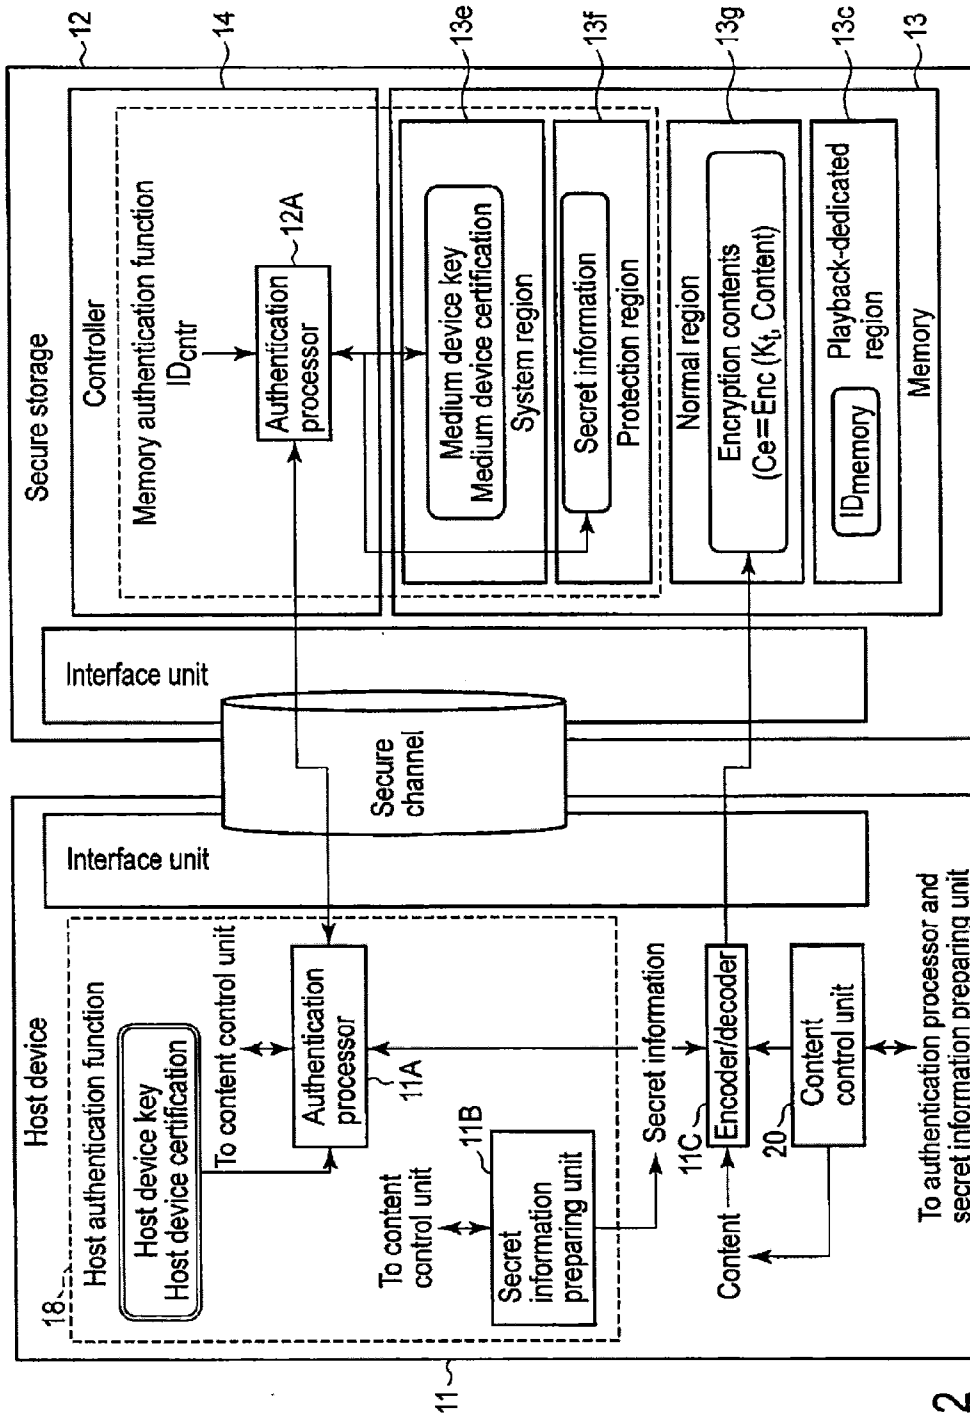 Host device
11
18
Host authentication function
Host device key
Host device certification
To content control unit
Authentication
processor
11A
To content
control unit
11B
Secret
information
preparing unit
Secret information
11C
Encoder/decoder
Content
20
Content
control unit
To authentication processor and
secret information preparing unit
Interface unit
Secure
channel
Interface unit
Secure storage
12
Controller
14
Memory authentication function
IDcntr
12A
Authentication
processor
13e
Medium device key
Medium device certification
System region
13f
Secret information
Protection region
13g
Normal region
Encryption contents
(Ce=Enc (Kt, Content)
13c
IDmemory
Playback-dedicated
region
13
Memory
2